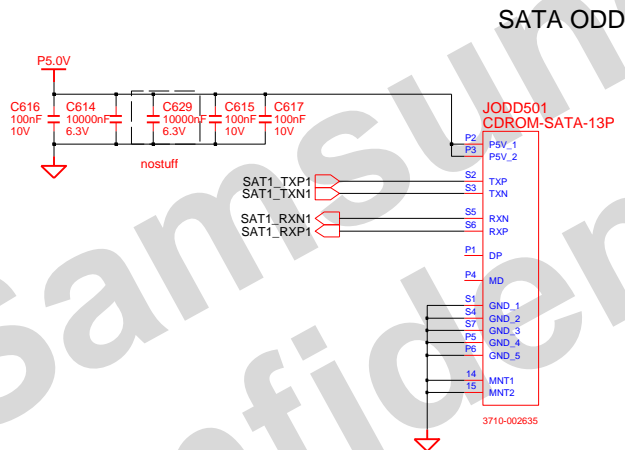 SATA ODD
P5.0V
C616
100nF
10V
C614
10000nF
6.3V
C629
10000nF
6.3V
C615
100nF
10V
C617
100nF
10V
nostuff
JODD501
CDROM-SATA-13P
P2 P5V_1
P3 P5V_2
SAT1_TXP1 S2 TXP
SAT1_TXN1 S3 TXN
SAT1_RXN1 S5 RXN
SAT1_RXP1 S6 RXP
P1 DP
P4 MD
S1 GND_1
S4 GND_2
S7 GND_3
P5 GND_4
P6 GND_5
14 MNT1
15 MNT2
3710-002635
Samsun
nfiden